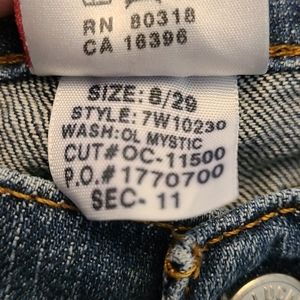 RN 80318
CA 16396
SIZE: 8/29
STYLE: 7W10230
WASH:OL MYSTIC
CUT#OC-11500
P.O.#1770700
SEC- 11